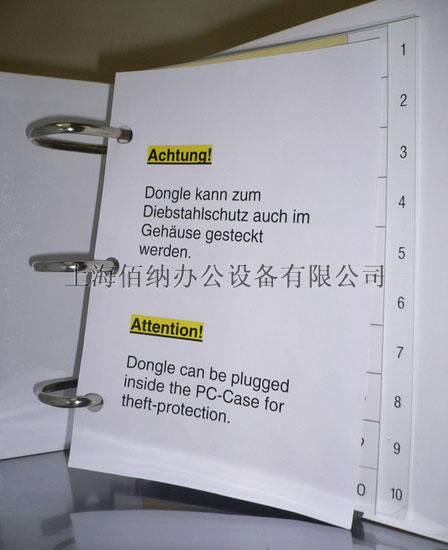 Achtung!
Dongle kann zum
Diebstahlschutz auch im
Gehäuse gesteckt
werden.
上海佰纳办公设备有限公司
Attention!
Dongle can be plugged
inside the PC-Case for
theft-protection.
1
2
3
4
5
6
7
8
9
10